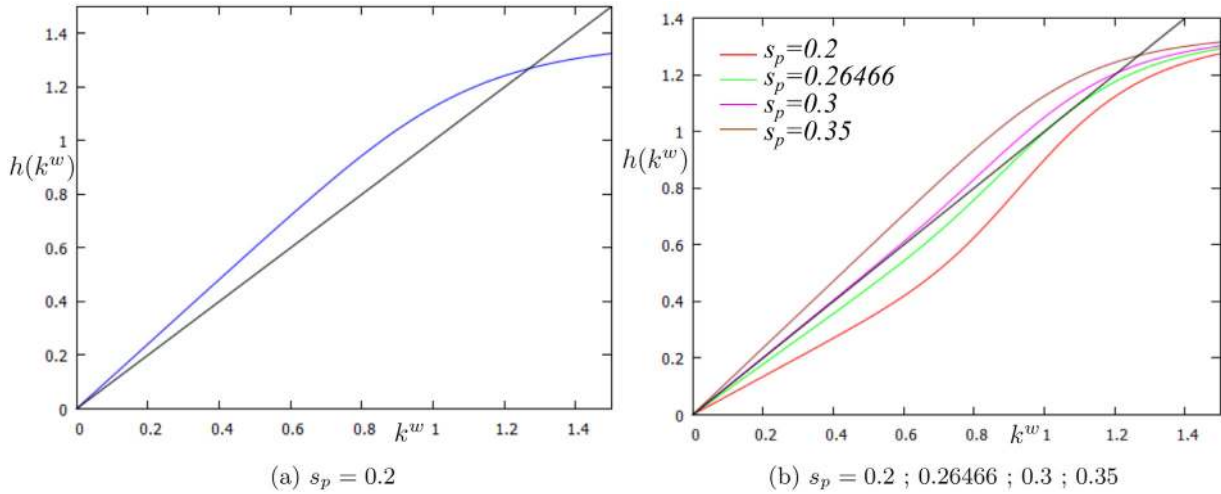 1.4
1.2
1
h(k^w)
0.8
0.6
0.4
0.2
0
0 0.2 0.4 0.6 0.8 k^w 1 1.2 1.4
(a) s_p = 0.2
1.4
s_p=0.2
s_p=0.26466
1.2
s_p=0.3
s_p=0.35
1
h(k^w)
0.8
0.6
0.4
0.2
0
0 0.2 0.4 0.6 0.8 k^w 1 1.2 1.4
(b) s_p = 0.2 ; 0.26466 ; 0.3 ; 0.35